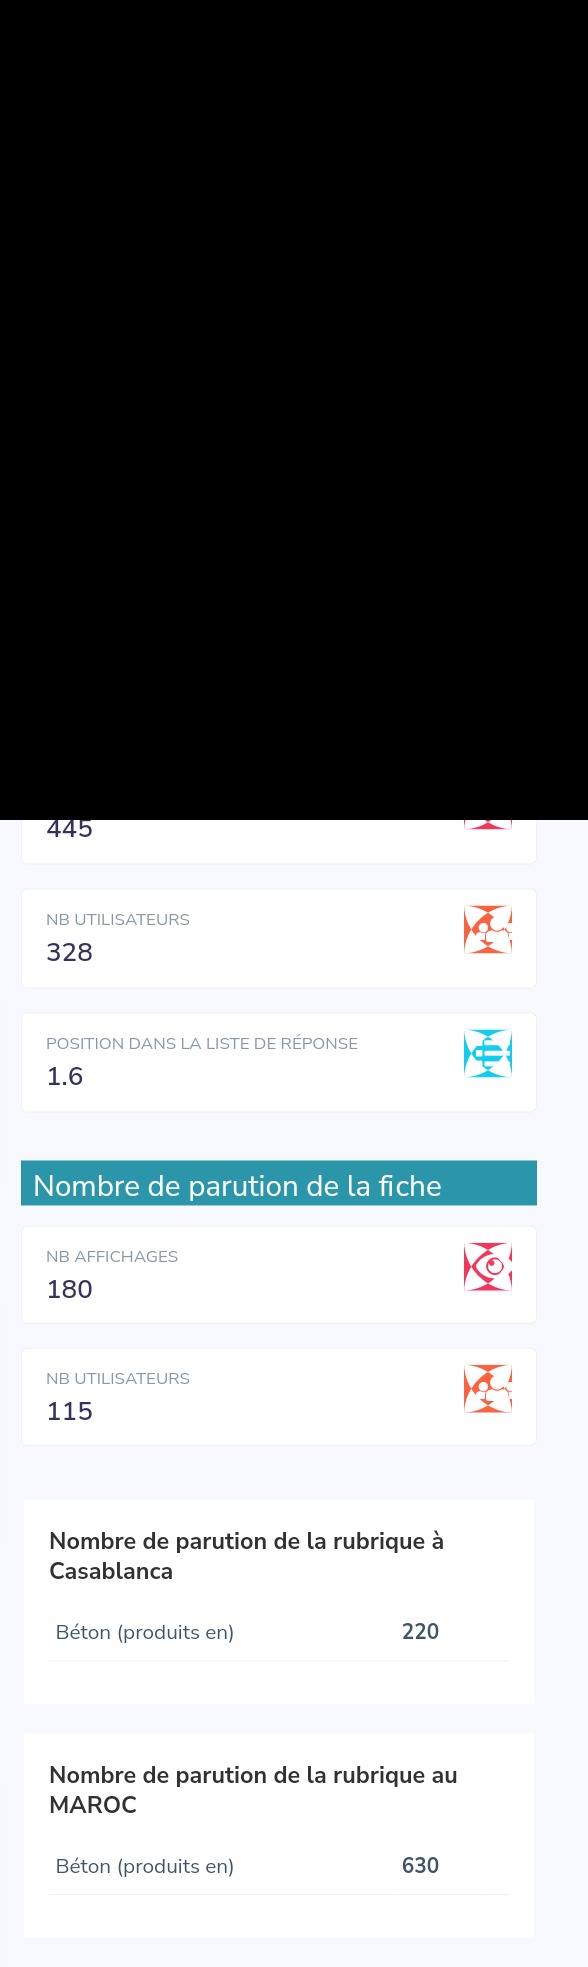 445
NB UTILISATEURS
328
POSITION DANS LA LISTE DE RÉPONSE
1.6
Nombre de parution de la fiche
NB AFFICHAGES
180
NB UTILISATEURS
115
Nombre de parution de la rubrique à
Casablanca
Béton (produits en) 220
Nombre de parution de la rubrique au
MAROC
Béton (produits en) 630